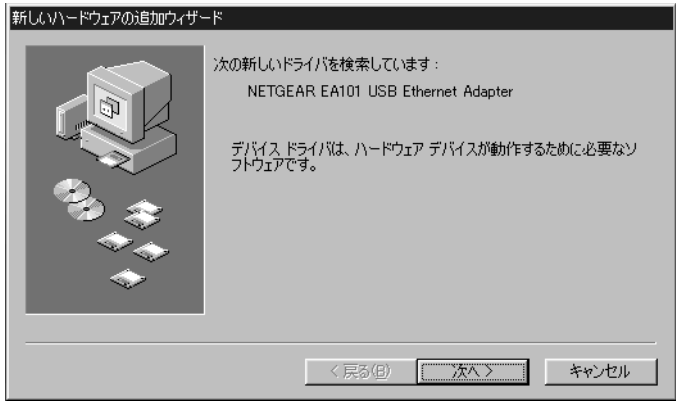 新しいハードウェアの追加ウィザード
次の新しいドライバを検索しています：
NETGEAR EA101 USB Ethernet Adapter
デバイス ドライバは、ハードウェア デバイスが動作するために必要なソ
フトウェアです。
< 戻る(B)
次へ >
キャンセル